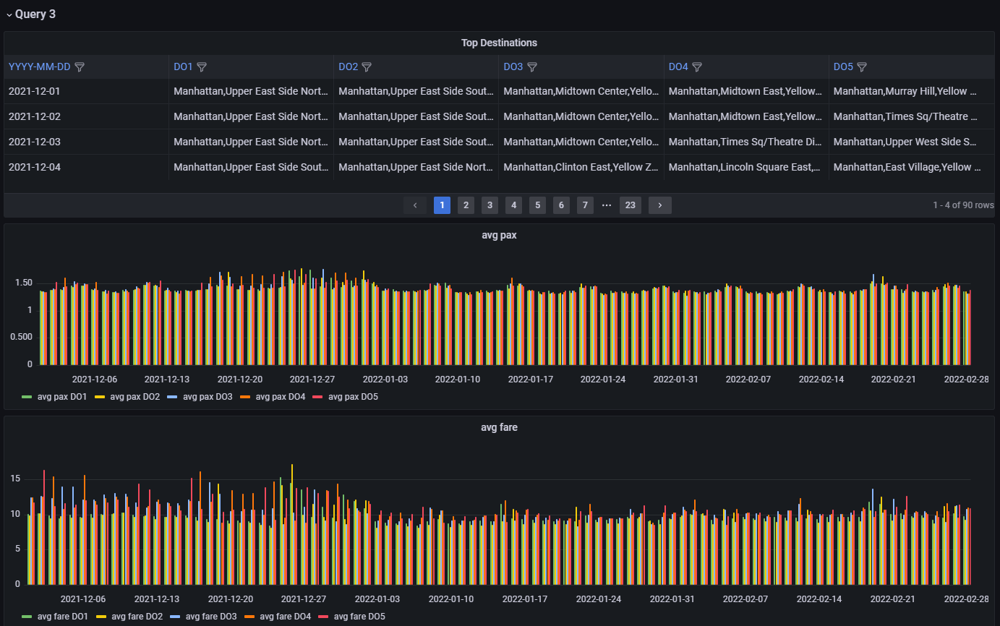 Query 3
Top Destinations
YYYY-MM-DD DO1 DO2 DO3 DO4 DO5
2021-12-01 Manhattan,Upper East Side Nort... Manhattan,Upper East Side Sout... Manhattan,Midtown Center,Yello... Manhattan,Midtown East,Yellow... Manhattan,Murray Hill,Yellow ...
2021-12-02 Manhattan,Upper East Side Nort... Manhattan,Upper East Side Sout... Manhattan,Midtown Center,Yello... Manhattan,Midtown East,Yellow... Manhattan,Times Sq/Theatre ...
2021-12-03 Manhattan,Upper East Side Nort... Manhattan,Upper East Side Sout... Manhattan,Midtown Center,Yello... Manhattan,Times Sq/Theatre Di... Manhattan,Upper West Side S...
2021-12-04 Manhattan,Upper East Side Sout... Manhattan,Upper East Side Nort... Manhattan,Clinton East,Yellow Z... Manhattan,Lincoln Square East,... Manhattan,East Village,Yellow ...
‹ 1 2 3 4 5 6 7 ··· 23 › 1 - 4 of 90 rows
avg pax
1.50
1
0.500
0
2021-12-06 2021-12-13 2021-12-20 2021-12-27 2022-01-03 2022-01-10 2022-01-17 2022-01-24 2022-01-31 2022-02-07 2022-02-14 2022-02-21 2022-02-28
avg pax DO1 avg pax DO2 avg pax DO3 avg pax DO4 avg pax DO5
avg fare
15
10
5
0
2021-12-06 2021-12-13 2021-12-20 2021-12-27 2022-01-03 2022-01-10 2022-01-17 2022-01-24 2022-01-31 2022-02-07 2022-02-14 2022-02-21 2022-02-28
avg fare DO1 avg fare DO2 avg fare DO3 avg fare DO4 avg fare DO5